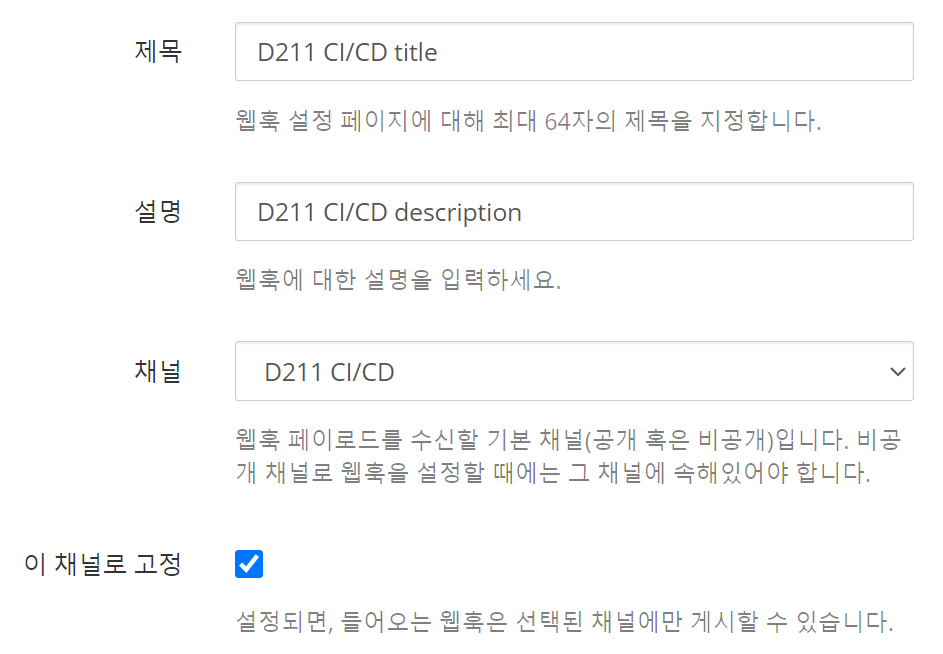 제목
D211 CI/CD title
웹훅 설정 페이지에 대해 최대 64자의 제목을 지정합니다.
설명
D211 CI/CD description
웹훅에 대한 설명을 입력하세요.
채널
D211 CI/CD
웹훅 페이로드를 수신할 기본 채널(공개 혹은 비공개)입니다. 비공
개 채널로 웹훅을 설정할 때에는 그 채널에 속해있어야 합니다.
이 채널로 고정
설정되면, 들어오는 웹훅은 선택된 채널에만 게시할 수 있습니다.